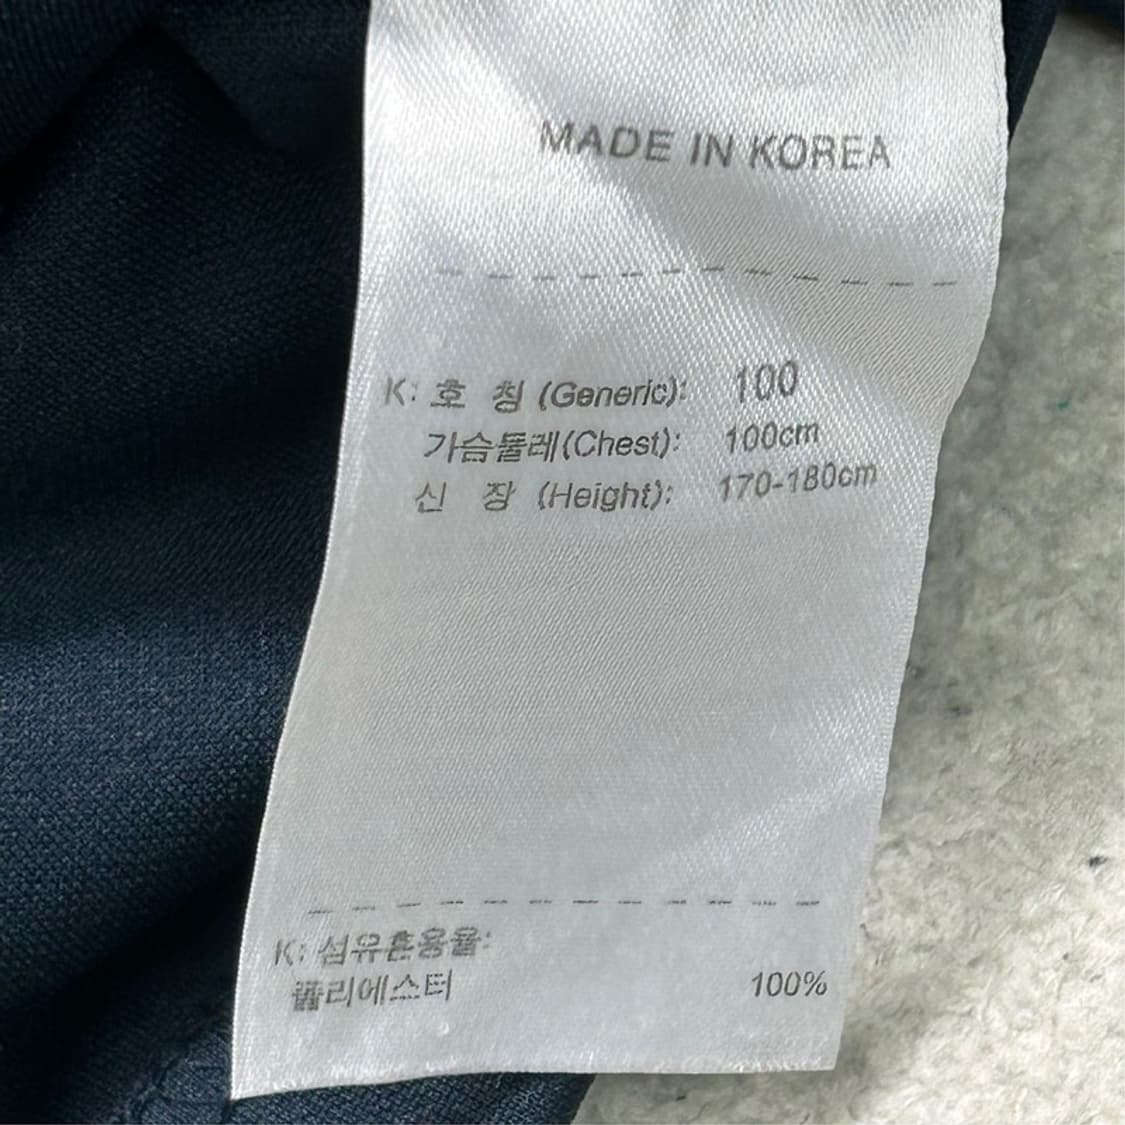 MADE IN KOREA
K: 호 칭 (Generic): 100
가슴둘레(Chest): 100cm
신 장 (Height): 170-180cm
K: 섬유혼용율:
폴리에스터 100%